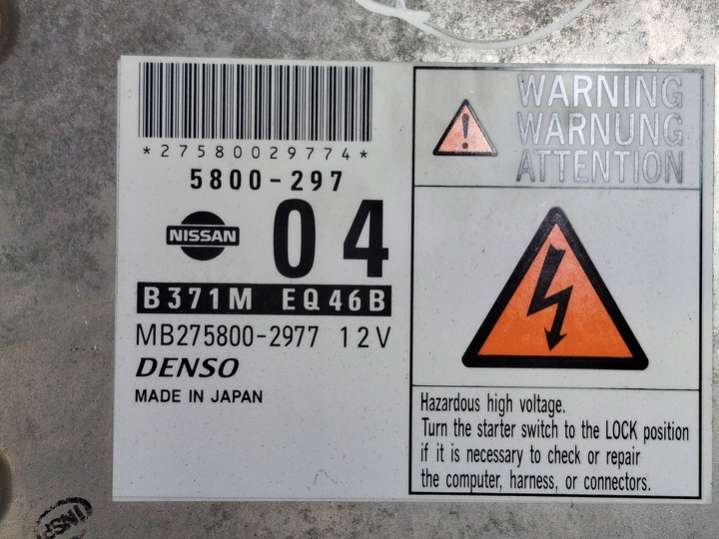 *27580029774*
5800-297
NISSAN
04
B371M EQ46B
MB275800-2977 12V
DENSO
MADE IN JAPAN
WARNING
WARNUNG
ATTENTION
Hazardous high voltage.
Turn the starter switch to the LOCK position
if it is necessary to check or repair
the computer, harness, or connectors.
INSP